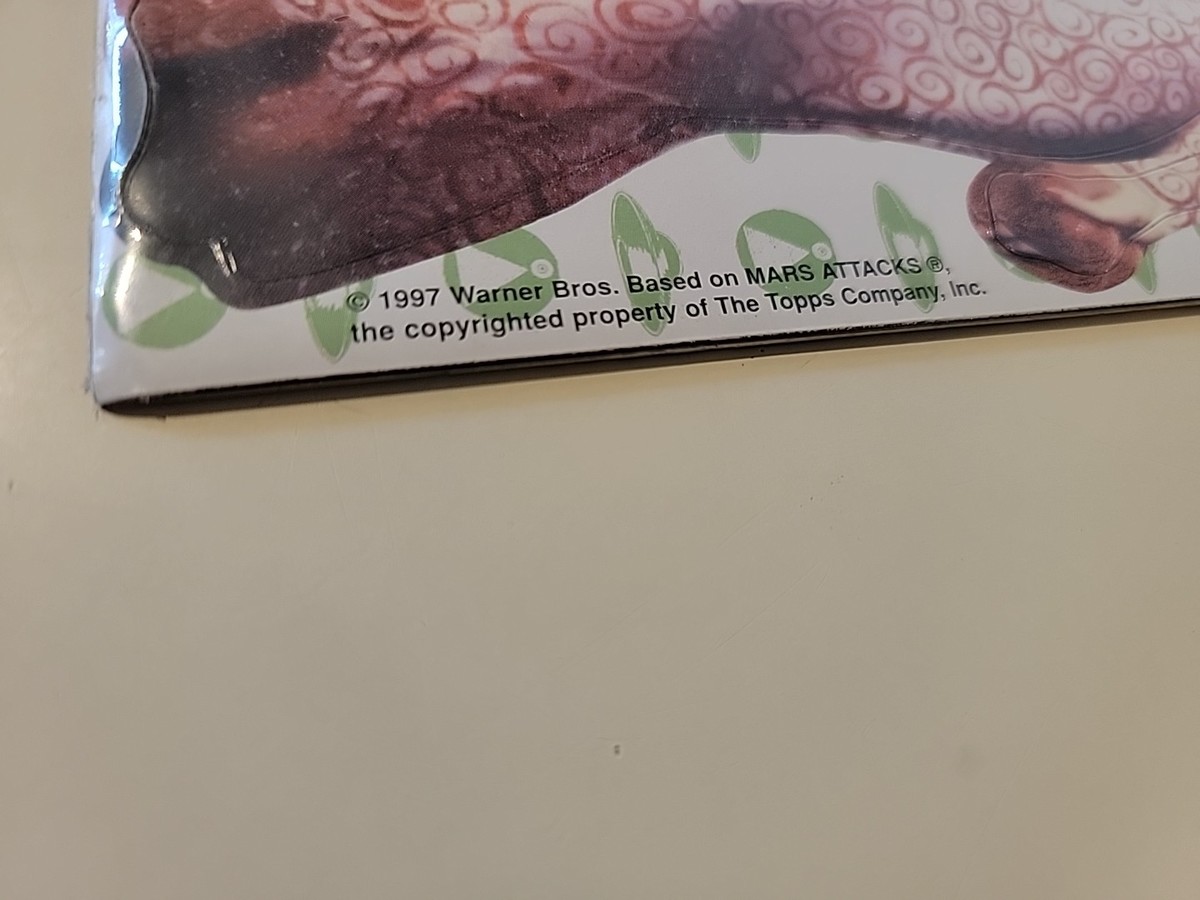 © 1997 Warner Bros. Based on MARS ATTACKS ®,
the copyrighted property of The Topps Company, Inc.